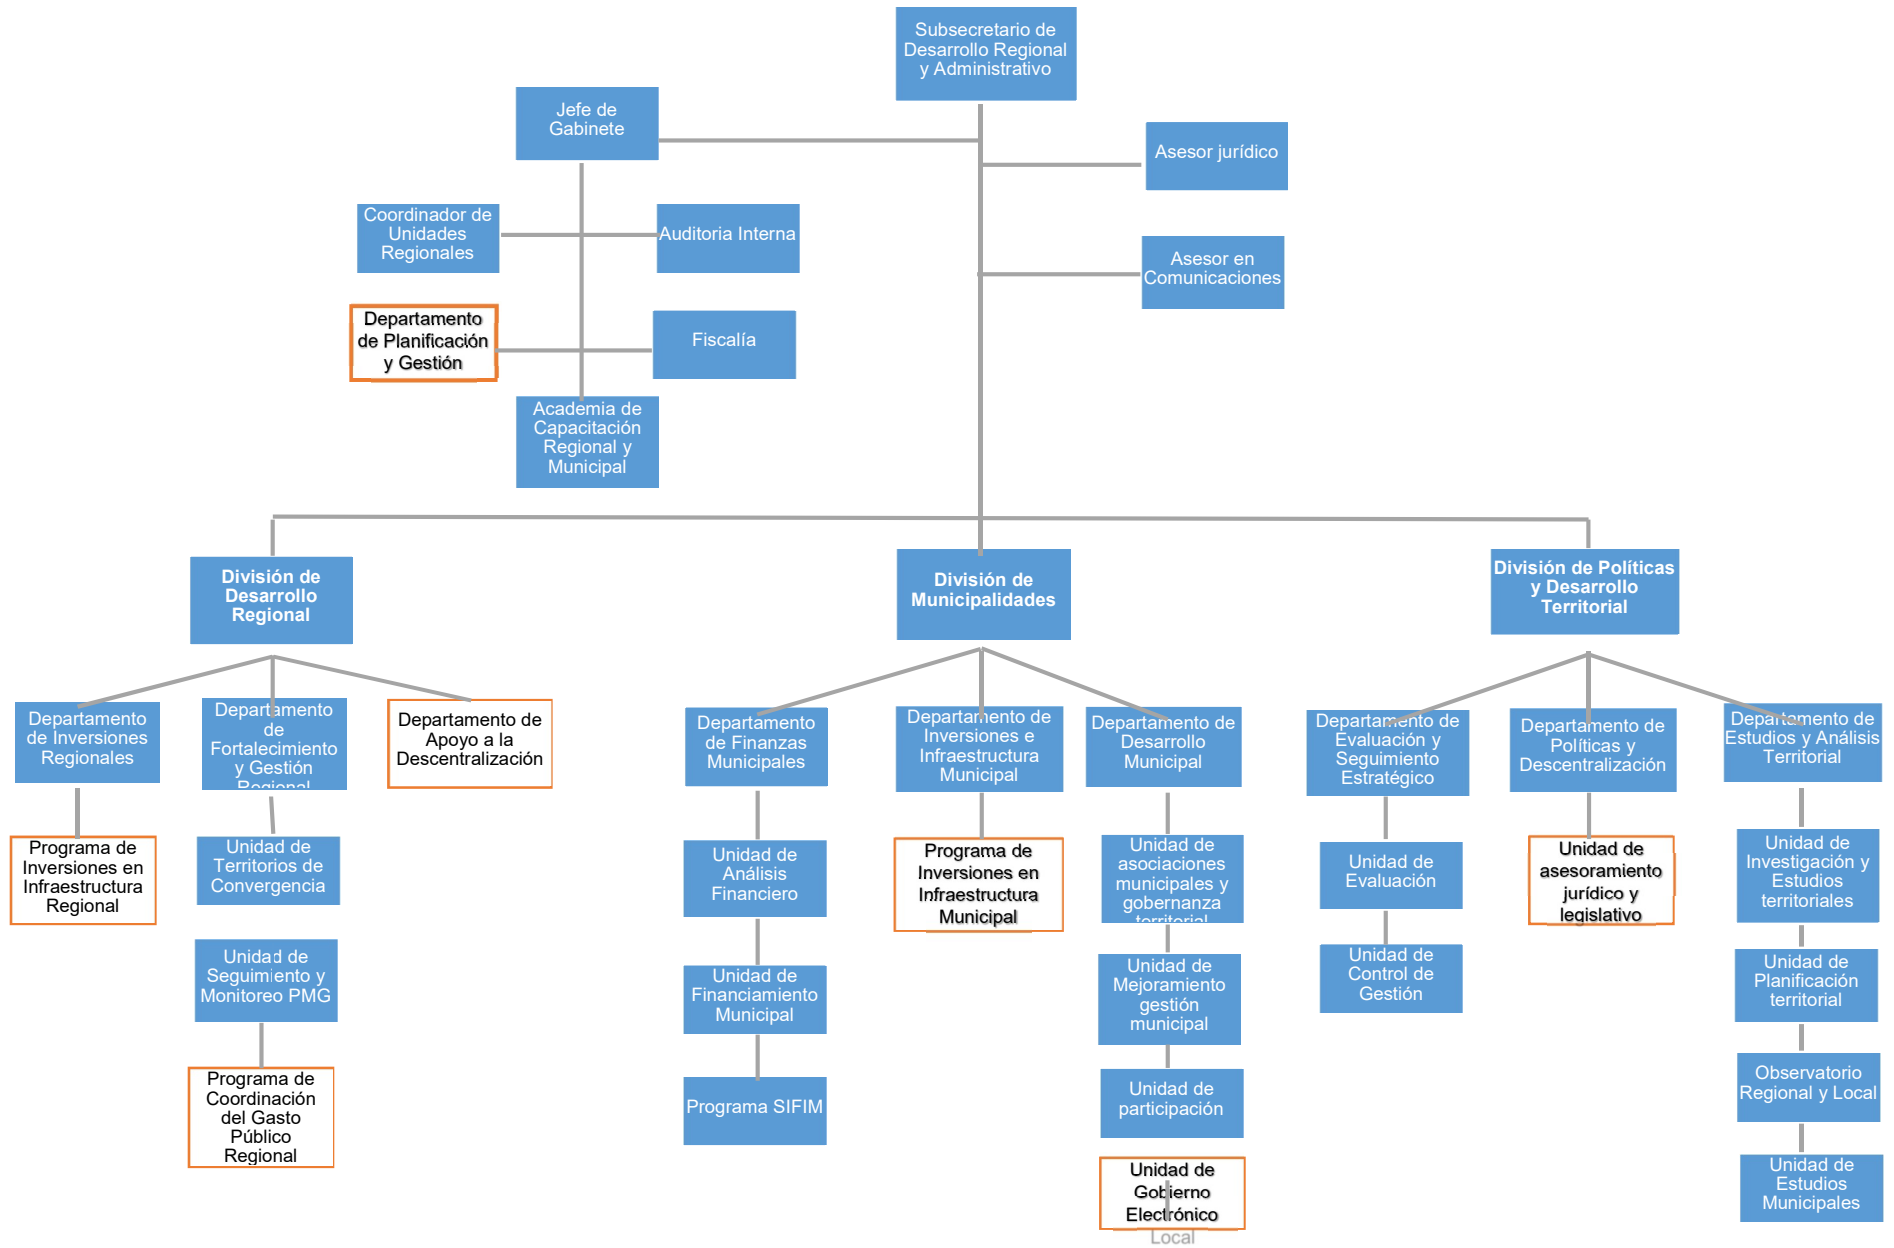 Subsecretario de
Desarrollo Regional
y Administrativo
Jefe de
Gabinete
Asesor jurídico
Coordinador de
Unidades
Regionales
Auditoria Interna
Asesor en
Comunicaciones
Departamento
de Planificación
y Gestión
Fiscalía
Academia de
Capacitación
Regional y
Municipal
División de
Desarrollo
Regional
División de
Municipalidades
División de Políticas
y Desarrollo
Territorial
Departamento
de Inversiones
Regionales
Departamento
de
Fortalecimiento
y Gestión
Regional
Departamento de
Apoyo a la
Descentralización
Departamento
de Finanzas
Municipales
Departamento de
Inversiones e
Infraestructura
Municipal
Departamento de
Desarrollo
Municipal
Departamento de
Evaluación y
Seguimiento
Estratégico
Departamento de
Políticas y
Descentralización
Departamento de
Estudios y Análisis
Territorial
Programa de
Inversiones en
Infraestructura
Regional
Unidad de
Territorios de
Convergencia
Unidad de
Análisis
Financiero
Programa de
Inversiones en
Infraestructura
Municipal
Unidad de
asociaciones
municipales y
gobernanza
territorial
Unidad de
Evaluación
Unidad de
asesoramiento
jurídico y
legislativo
Unidad de
Investigación y
Estudios
territoriales
Unidad de
Seguimiento y
Monitoreo PMG
Unidad de
Financiamiento
Municipal
Unidad de
Mejoramiento
gestión
municipal
Unidad de
Control de
Gestión
Unidad de
Planificación
territorial
Programa de
Coordinación
del Gasto
Público
Regional
Programa SIFIM
Unidad de
participación
Observatorio
Regional y Local
Unidad de
Gobierno
Electrónico
Local
Unidad de
Estudios
Municipales